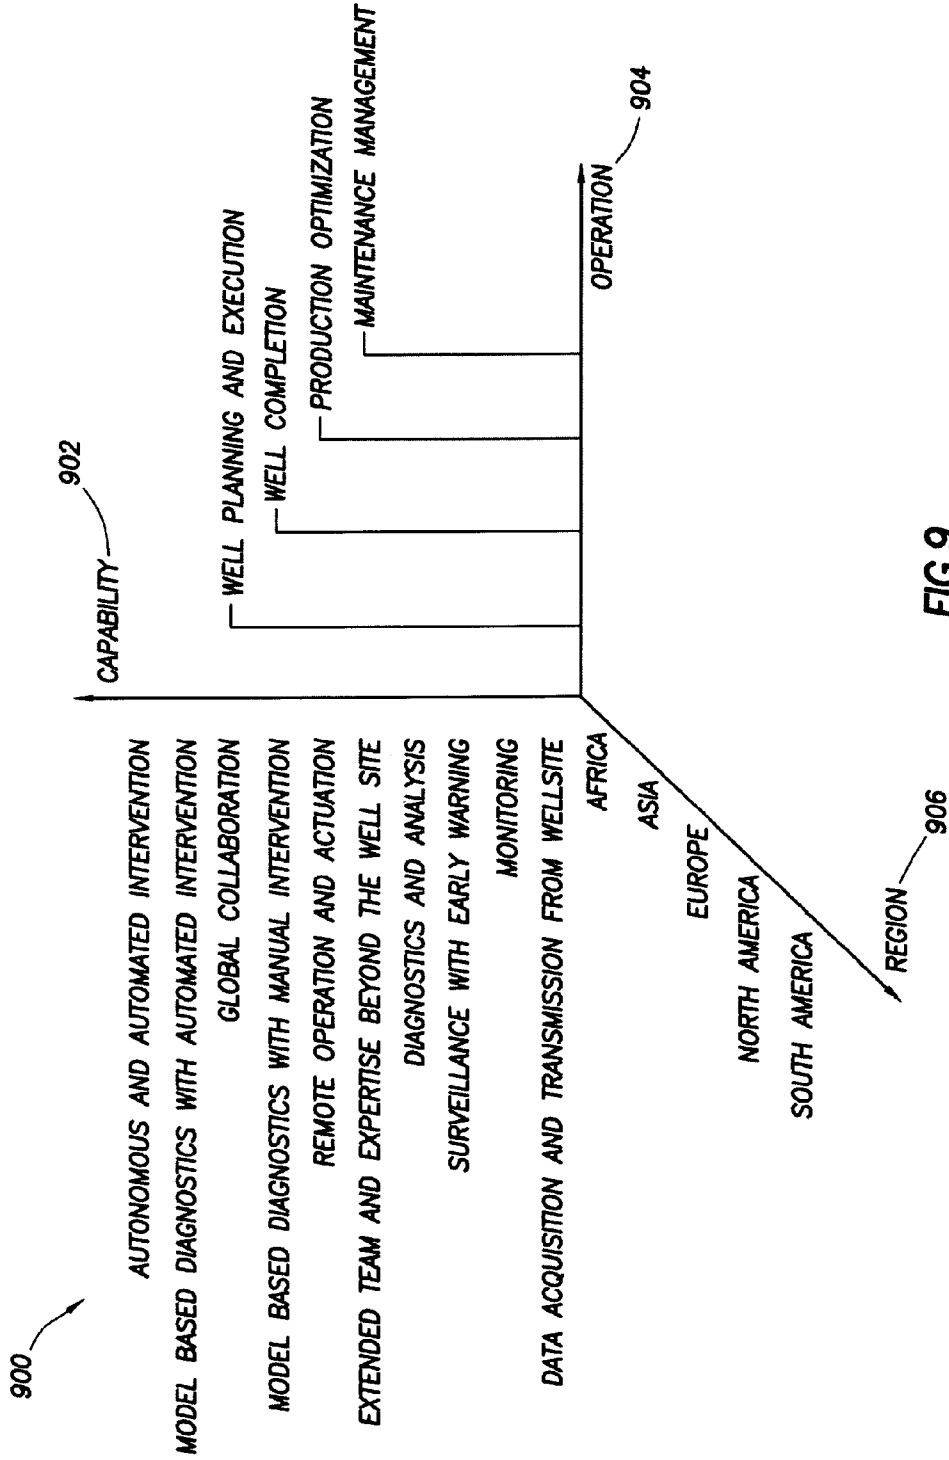 900
CAPABILITY
902
AUTONOMOUS AND AUTOMATED INTERVENTION
MODEL BASED DIAGNOSTICS WITH AUTOMATED INTERVENTION
GLOBAL COLLABORATION
MODEL BASED DIAGNOSTICS WITH MANUAL INTERVENTION
REMOTE OPERATION AND ACTUATION
EXTENDED TEAM AND EXPERTISE BEYOND THE WELL SITE
DIAGNOSTICS AND ANALYSIS
SURVEILLANCE WITH EARLY WARNING
MONITORING
DATA ACQUISITION AND TRANSMISSION FROM WELLSITE
WELL PLANNING AND EXECUTION
WELL COMPLETION
PRODUCTION OPTIMIZATION
MAINTENANCE MANAGEMENT
OPERATION
904
AFRICA
ASIA
EUROPE
NORTH AMERICA
SOUTH AMERICA
REGION
906
FIG.9